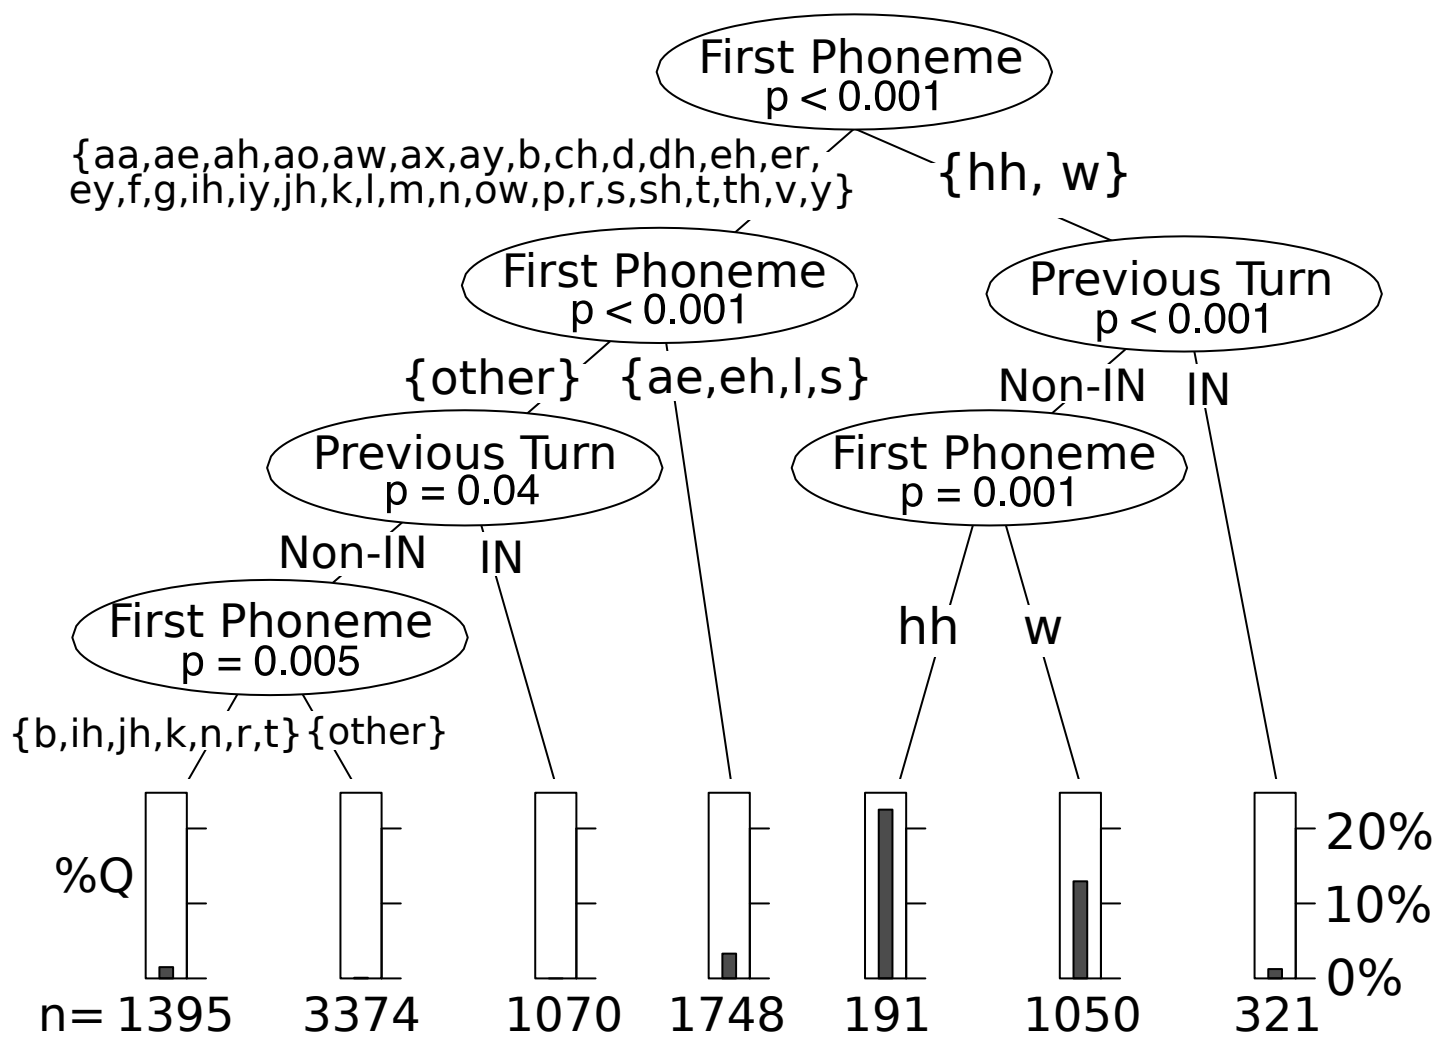 First Phoneme
p < 0.001
{aa,ae,ah,ao,aw,ax,ay,b,ch,d,dh,eh,er,
ey,f,g,ih,iy,jh,k,l,m,n,ow,p,r,s,sh,t,th,v,y}
{hh, w}
First Phoneme
p < 0.001
Previous Turn
p < 0.001
{other}
{ae,eh,l,s}
Non-IN
IN
Previous Turn
p = 0.04
First Phoneme
p = 0.001
Non-IN
IN
hh
w
First Phoneme
p = 0.005
{b,ih,jh,k,n,r,t}
{other}
%Q
20%
10%
0%
n= 1395 3374 1070 1748 191 1050 321